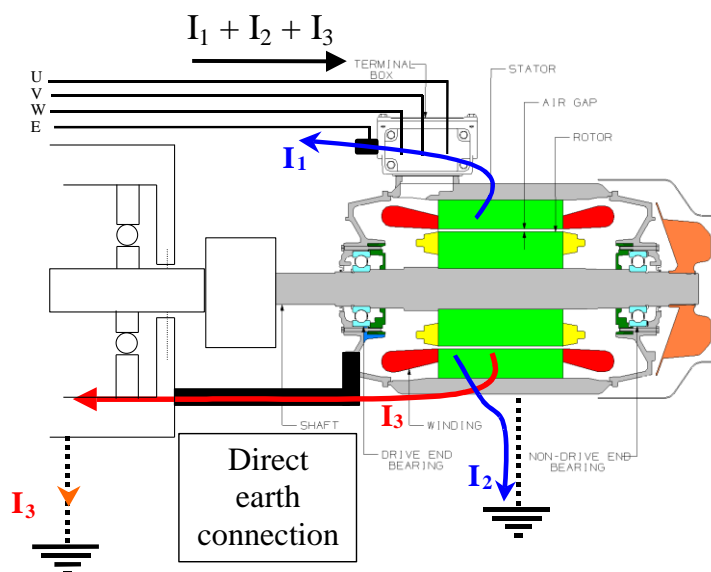 I₁ + I₂ + I₃
TERMINAL
BOX
STATOR
U
V
W
E
AIR GAP
ROTOR
I₁
I₃
SHAFT
WINDING
DRIVE END
BEARING
NON-DRIVE END
BEARING
I₂
I₃
Direct
earth
connection